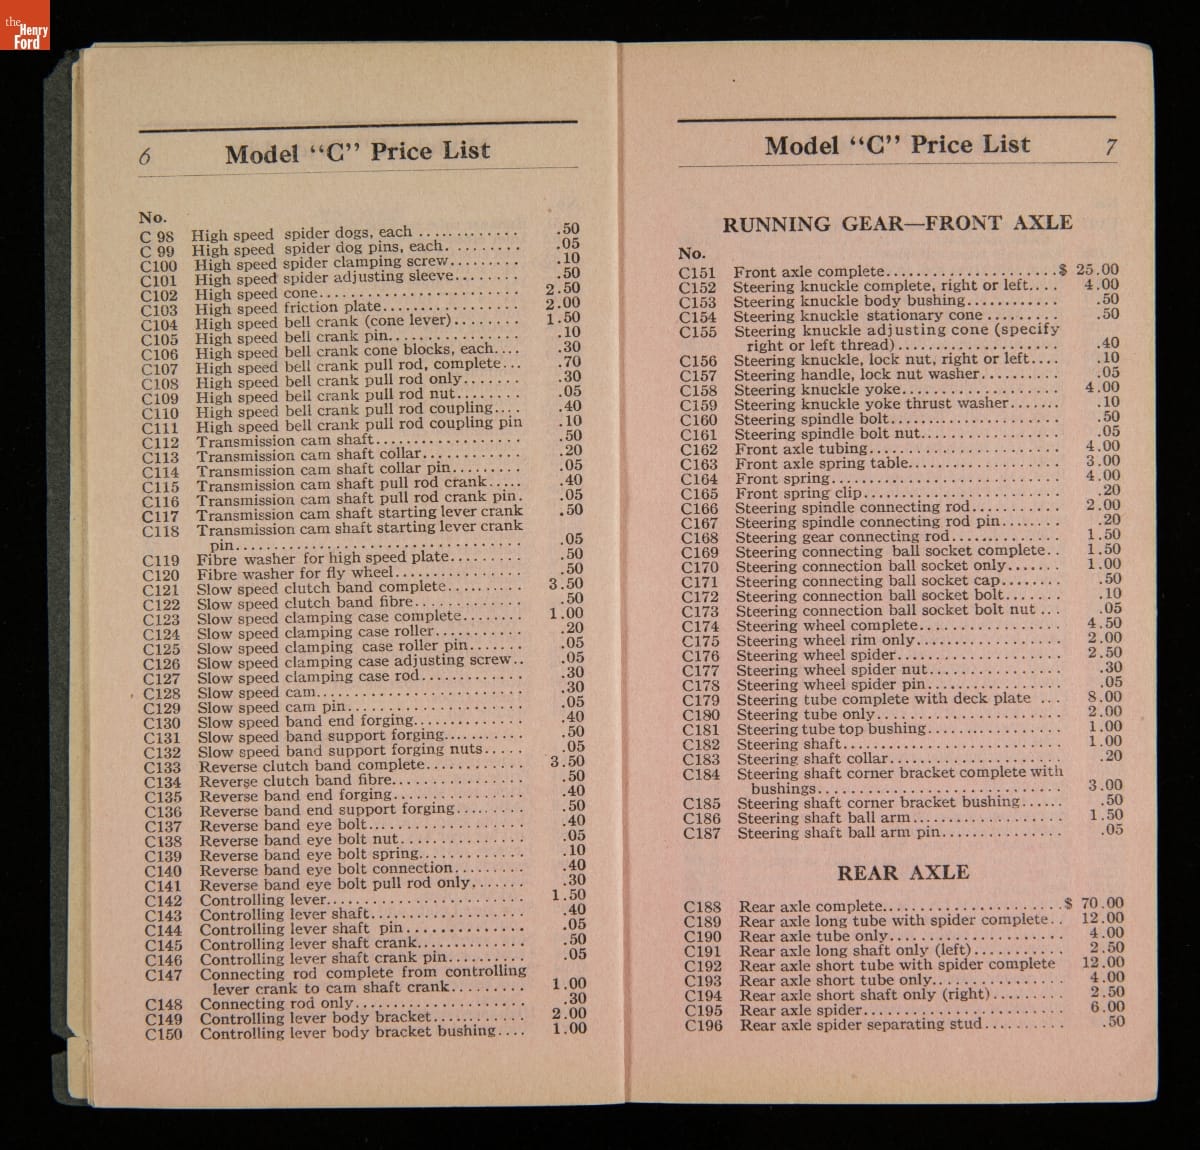 the
Henry
Ford
6 Model “C” Price List
No.
C 98 High speed spider dogs, each ............. .50
C 99 High speed spider dog pins, each. ........ .05
C100 High speed spider clamping screw......... .10
C101 High speed spider adjusting sleeve........ .50
C102 High speed cone......................... 2.50
C103 High speed friction plate................. 2.00
C104 High speed bell crank (cone lever)........ 1.50
C105 High speed bell crank pin................ .10
C106 High speed bell crank cone blocks, each.... .30
C107 High speed bell crank pull rod, complete... .70
C108 High speed bell crank pull rod only....... .30
C109 High speed bell crank pull rod nut........ .05
C110 High speed bell crank pull rod coupling.... .40
C111 High speed bell crank pull rod coupling pin .10
C112 Transmission cam shaft.................. .50
C113 Transmission cam shaft collar............ .20
C114 Transmission cam shaft collar pin......... .05
C115 Transmission cam shaft pull rod crank..... .40
C116 Transmission cam shaft pull rod crank pin. .05
C117 Transmission cam shaft starting lever crank .50
C118 Transmission cam shaft starting lever crank
pin................................... .05
C119 Fibre washer for high speed plate......... .50
C120 Fibre washer for fly wheel............... .50
C121 Slow speed clutch band complete.......... 3.50
C122 Slow speed clutch band fibre............. .50
C123 Slow speed clamping case complete........ 1.00
C124 Slow speed clamping case roller........... .20
C125 Slow speed clamping case roller pin....... .05
C126 Slow speed clamping case adjusting screw.. .05
C127 Slow speed clamping case rod............. .30
C128 Slow speed cam.......................... .30
C129 Slow speed cam pin...................... .05
C130 Slow speed band end forging.............. .40
C131 Slow speed band support forging.......... .50
C132 Slow speed band support forging nuts..... .05
C133 Reverse clutch band complete............ 3.50
C134 Reverse clutch band fibre................ .50
C135 Reverse band end forging................ .40
C136 Reverse band end support forging......... .50
C137 Reverse band eye bolt................... .40
C138 Reverse band eye bolt nut............... .05
C139 Reverse band eye bolt spring............. .10
C140 Reverse band eye bolt connection......... .40
C141 Reverse band eye bolt pull rod only....... .30
C142 Controlling lever........................ 1.50
C143 Controlling lever shaft................... .40
C144 Controlling lever shaft pin.............. .05
C145 Controlling lever shaft crank............. .50
C146 Controlling lever shaft crank pin.......... .05
C147 Connecting rod complete from controlling
lever crank to cam shaft crank......... 1.00
C148 Connecting rod only..................... .30
C149 Controlling lever body bracket........... 2.00
C150 Controlling lever body bracket bushing.... 1.00
Model “C” Price List 7
RUNNING GEAR—FRONT AXLE
No.
C151 Front axle complete.....................$ 25.00
C152 Steering knuckle complete, right or left.... 4.00
C153 Steering knuckle body bushing........... .50
C154 Steering knuckle stationary cone ......... .50
C155 Steering knuckle adjusting cone (specify
right or left thread).................... .40
C156 Steering knuckle, lock nut, right or left.... .10
C157 Steering handle, lock nut washer.......... .05
C158 Steering knuckle yoke................... 4.00
C159 Steering knuckle yoke thrust washer....... .10
C160 Steering spindle bolt..................... .50
C161 Steering spindle bolt nut................. .05
C162 Front axle tubing........................ 4.00
C163 Front axle spring table................... 3.00
C164 Front spring............................ 4.00
C165 Front spring clip........................ .20
C166 Steering spindle connecting rod........... 2.00
C167 Steering spindle connecting rod pin....... .20
C168 Steering gear connecting rod.............. 1.50
C169 Steering connecting ball socket complete.. 1.50
C170 Steering connection ball socket only....... 1.00
C171 Steering connecting ball socket cap........ .50
C172 Steering connection ball socket bolt....... .10
C173 Steering connection ball socket bolt nut ... .05
C174 Steering wheel complete................. 4.50
C175 Steering wheel rim only.................. 2.00
C176 Steering wheel spider.................... 2.50
C177 Steering wheel spider nut................ .30
C178 Steering wheel spider pin................ .05
C179 Steering tube complete with deck plate ... 8.00
C180 Steering tube only....................... 2.00
C181 Steering tube top bushing................ 1.00
C182 Steering shaft........................... 1.00
C183 Steering shaft collar..................... .20
C184 Steering shaft corner bracket complete with
bushings............................. 3.00
C185 Steering shaft corner bracket bushing...... .50
C186 Steering shaft ball arm.................. 1.50
C187 Steering shaft ball arm pin............... .05
REAR AXLE
C188 Rear axle complete......................$ 70.00
C189 Rear axle long tube with spider complete.. 12.00
C190 Rear axle tube only..................... 4.00
C191 Rear axle long shaft only (left)........... 2.50
C192 Rear axle short tube with spider complete 12.00
C193 Rear axle short tube only................ 4.00
C194 Rear axle short shaft only (right)......... 2.50
C195 Rear axle spider......................... 6.00
C196 Rear axle spider separating stud.......... .50